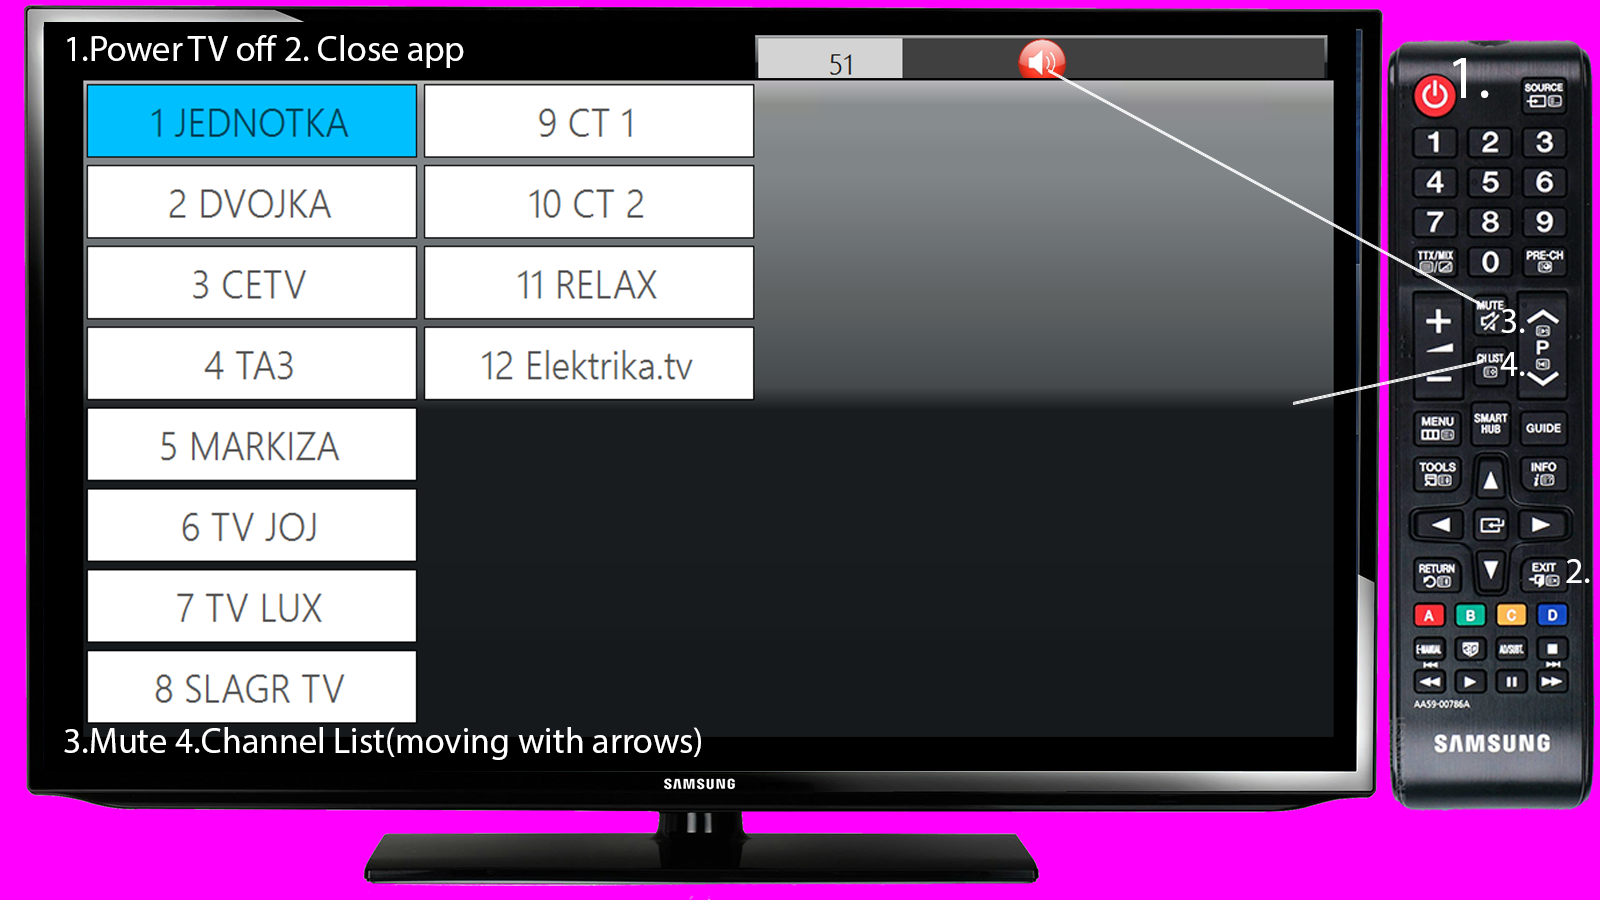 1.Power TV off 2. Close app
51
1 JEDNOTKA
9 CT 1
2 DVOJKA
10 CT 2
3 CETV
11 RELAX
4 TA3
12 Elektrika.tv
5 MARKIZA
6 TV JOJ
7 TV LUX
8 SLAGR TV
3.Mute 4.Channel List(moving with arrows)
SAMSUNG
1.
SOURCE
1 2 3
4 5 6
7 8 9
TTX/MIX 0 PRE-CH
MUTE
3.
P
CH LIST
4.
MENU SMART HUB GUIDE
TOOLS INFO
RETURN EXIT
2.
A B C D
E-MANUAL 3D AD/SUBT.
AA59-00786A
SAMSUNG